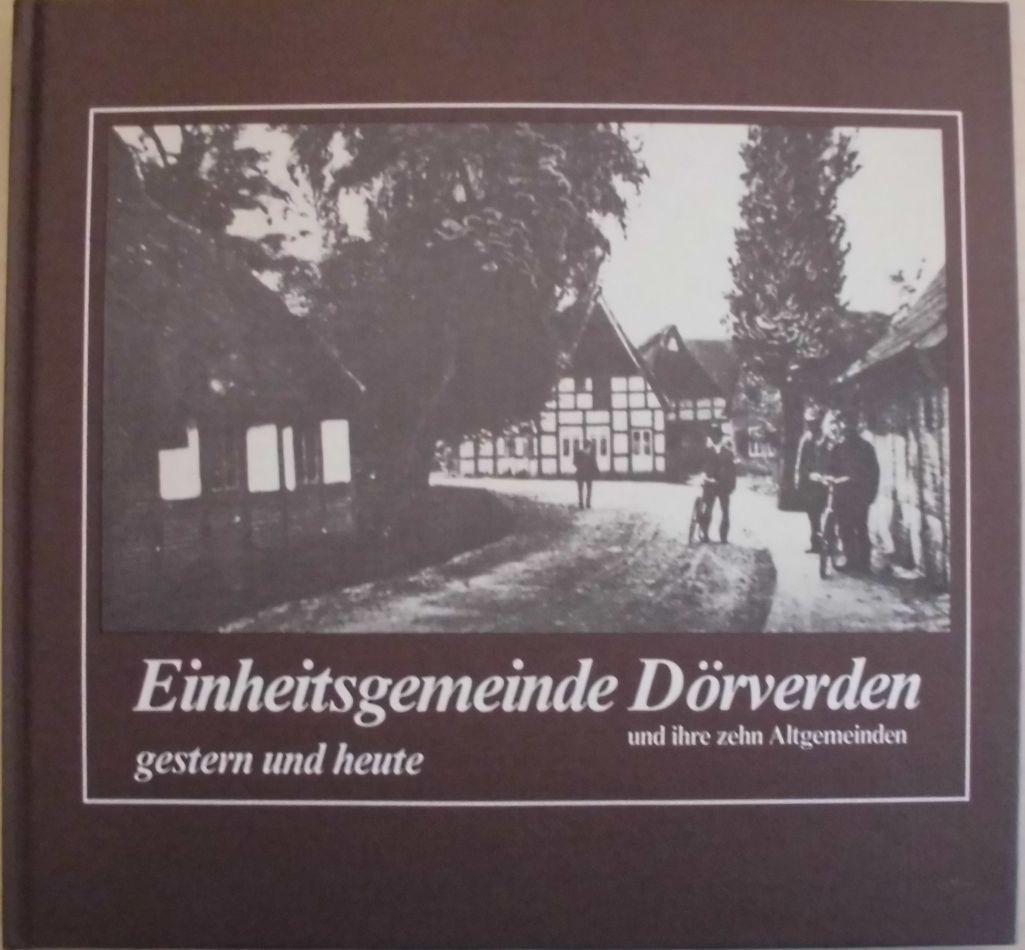 Einheitsgemeinde Dörverden
und ihre zehn Altgemeinden
gestern und heute